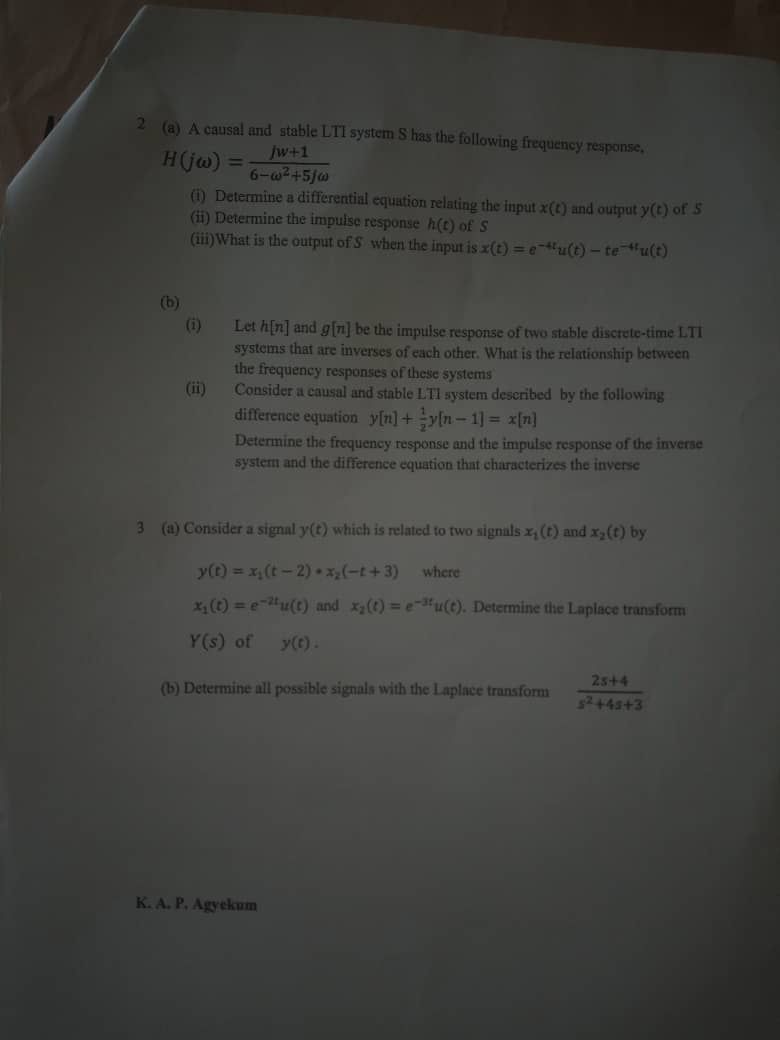 2 (a) A causal and stable LTI system S has the following frequency response,
H(jω) = jw+1 / 6−ω²+5jω
(i) Determine a differential equation relating the input x(t) and output y(t) of S
(ii) Determine the impulse response h(t) of S
(iii)What is the output of S when the input is x(t) = e⁻⁴ᵗu(t) − te⁻⁴ᵗu(t)
(b)
(i) Let h[n] and g[n] be the impulse response of two stable discrete-time LTI
systems that are inverses of each other. What is the relationship between
the frequency responses of these systems
(ii) Consider a causal and stable LTI system described by the following
difference equation y[n] + ½y[n − 1] = x[n]
Determine the frequency response and the impulse response of the inverse
system and the difference equation that characterizes the inverse
3 (a) Consider a signal y(t) which is related to two signals x₁(t) and x₂(t) by
y(t) = x₁(t − 2) * x₂(−t + 3) where
x₁(t) = e⁻²ᵗu(t) and x₂(t) = e⁻³ᵗu(t). Determine the Laplace transform
Y(s) of y(t).
(b) Determine all possible signals with the Laplace transform 2s+4 / s²+4s+3
K. A. P. Agyekum